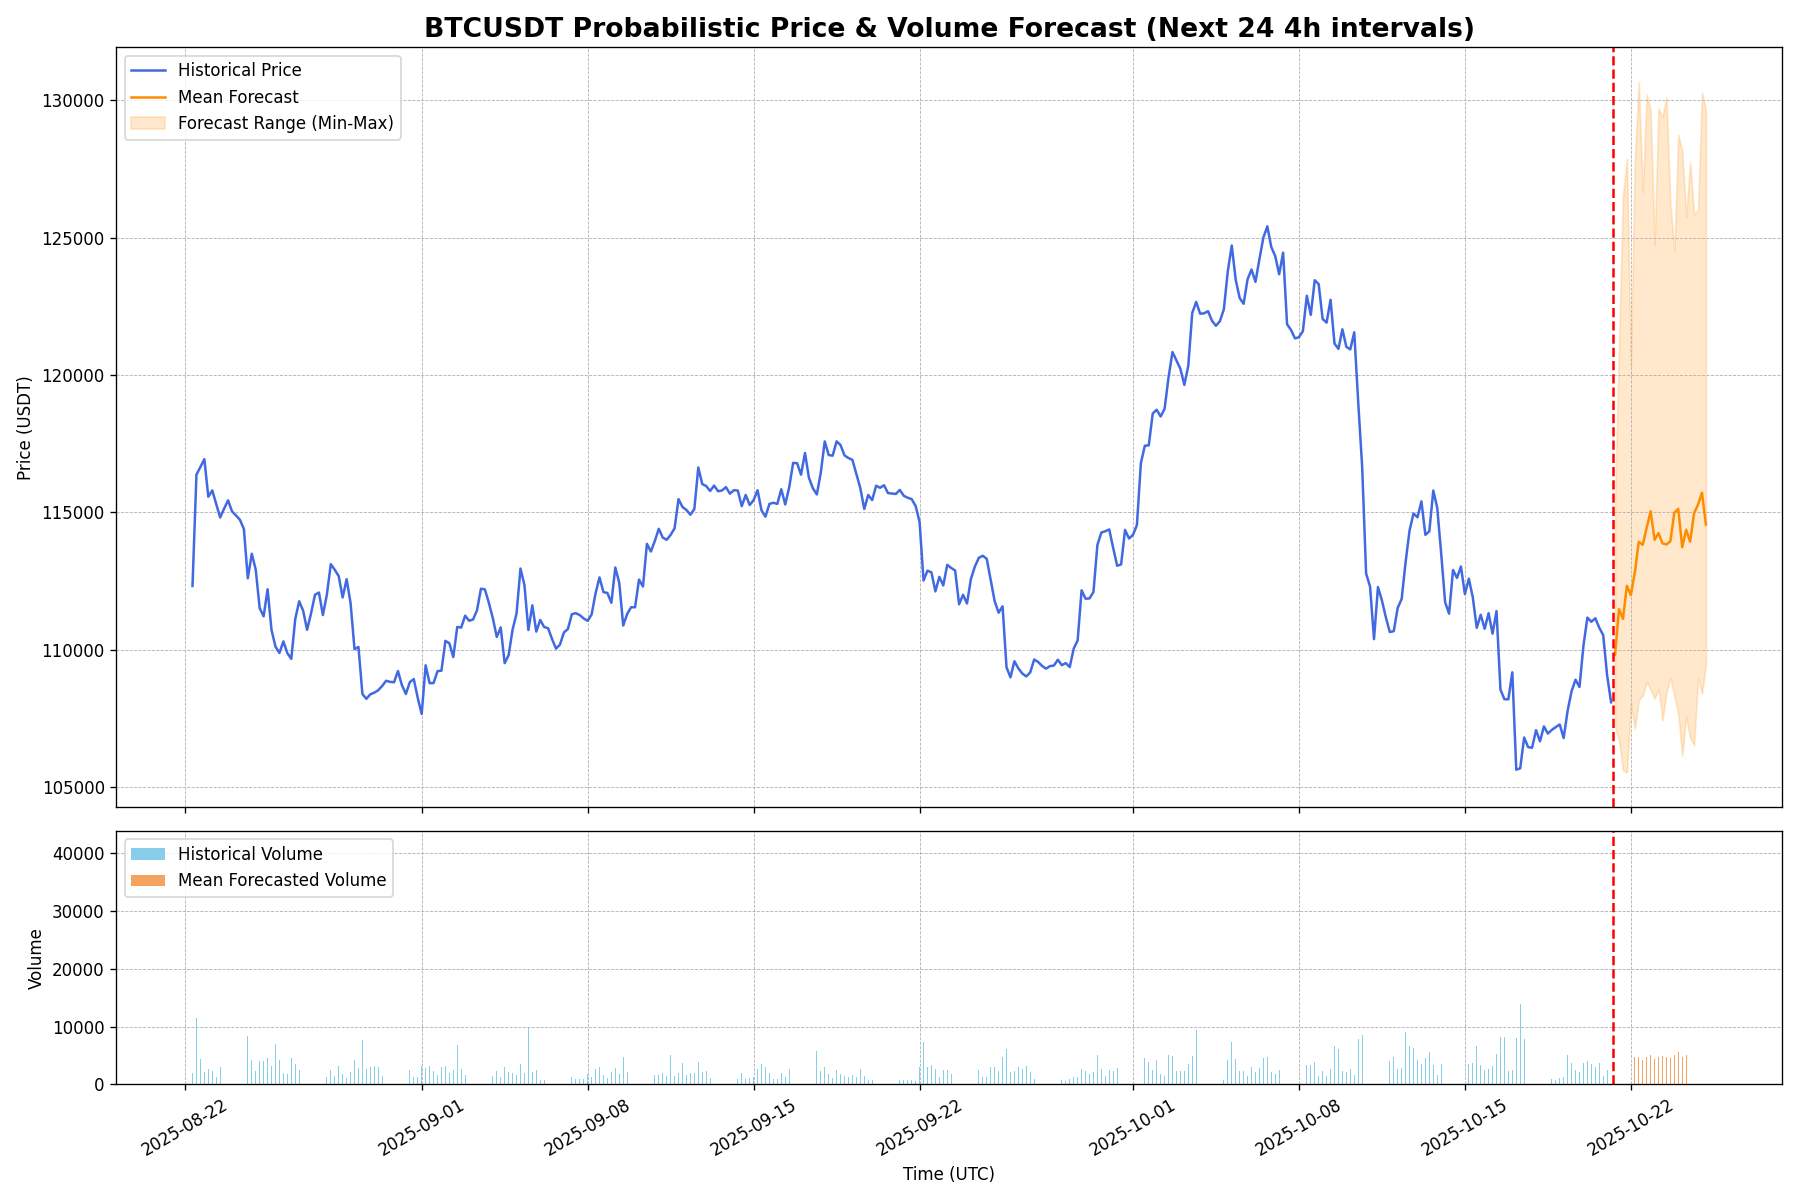 BTCUSDT Probabilistic Price & Volume Forecast (Next 24 4h intervals)
Historical Price
Mean Forecast
Forecast Range (Min-Max)
130000
125000
120000
115000
110000
105000
Price (USDT)
Historical Volume
Mean Forecasted Volume
40000
30000
20000
10000
0
Volume
2025-08-22
2025-09-01
2025-09-08
2025-09-15
2025-09-22
2025-10-01
2025-10-08
2025-10-15
2025-10-22
Time (UTC)